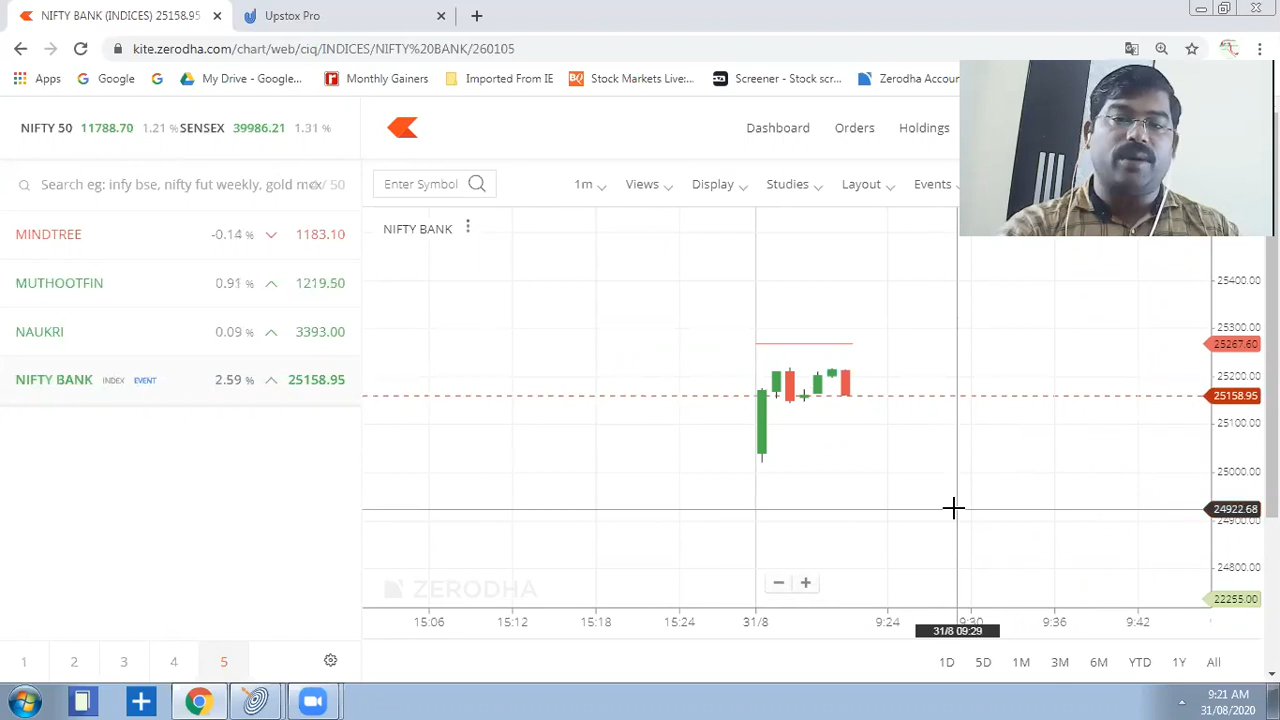 NIFTY BANK (INDICES) 25158.95
Upstox Pro
kite.zerodha.com/chart/web/ciq/INDICES/NIFTY%20BANK/260105
Apps
Google
My Drive - Google...
Monthly Gainers
Imported From IE
Stock Markets Live:...
Screener - Stock scr...
Zerodha Accou
NIFTY 50 11788.70 1.21 % SENSEX 39986.21 1.31 %
Dashboard
Orders
Holdings
Search eg: infy bse, nifty fut weekly, gold mcx / 50
Enter Symbol
1m
Views
Display
Studies
Layout
Events
MINDTREE -0.14 % 1183.10
MUTHOOTFIN 0.91 % 1219.50
NAUKRI 0.09 % 3393.00
NIFTY BANK INDEX EVENT 2.59 % 25158.95
NIFTY BANK
25400.00
25300.00
25267.60
25200.00
25158.95
25100.00
25000.00
24922.68
24900.00
24800.00
22255.00
ZERODHA
15:06 15:12 15:18 15:24 31/8 9:24 9:30 9:36 9:42
31/8 09:29
1 2 3 4 5
1D 5D 1M 3M 6M YTD 1Y All
9:21 AM
31/08/2020